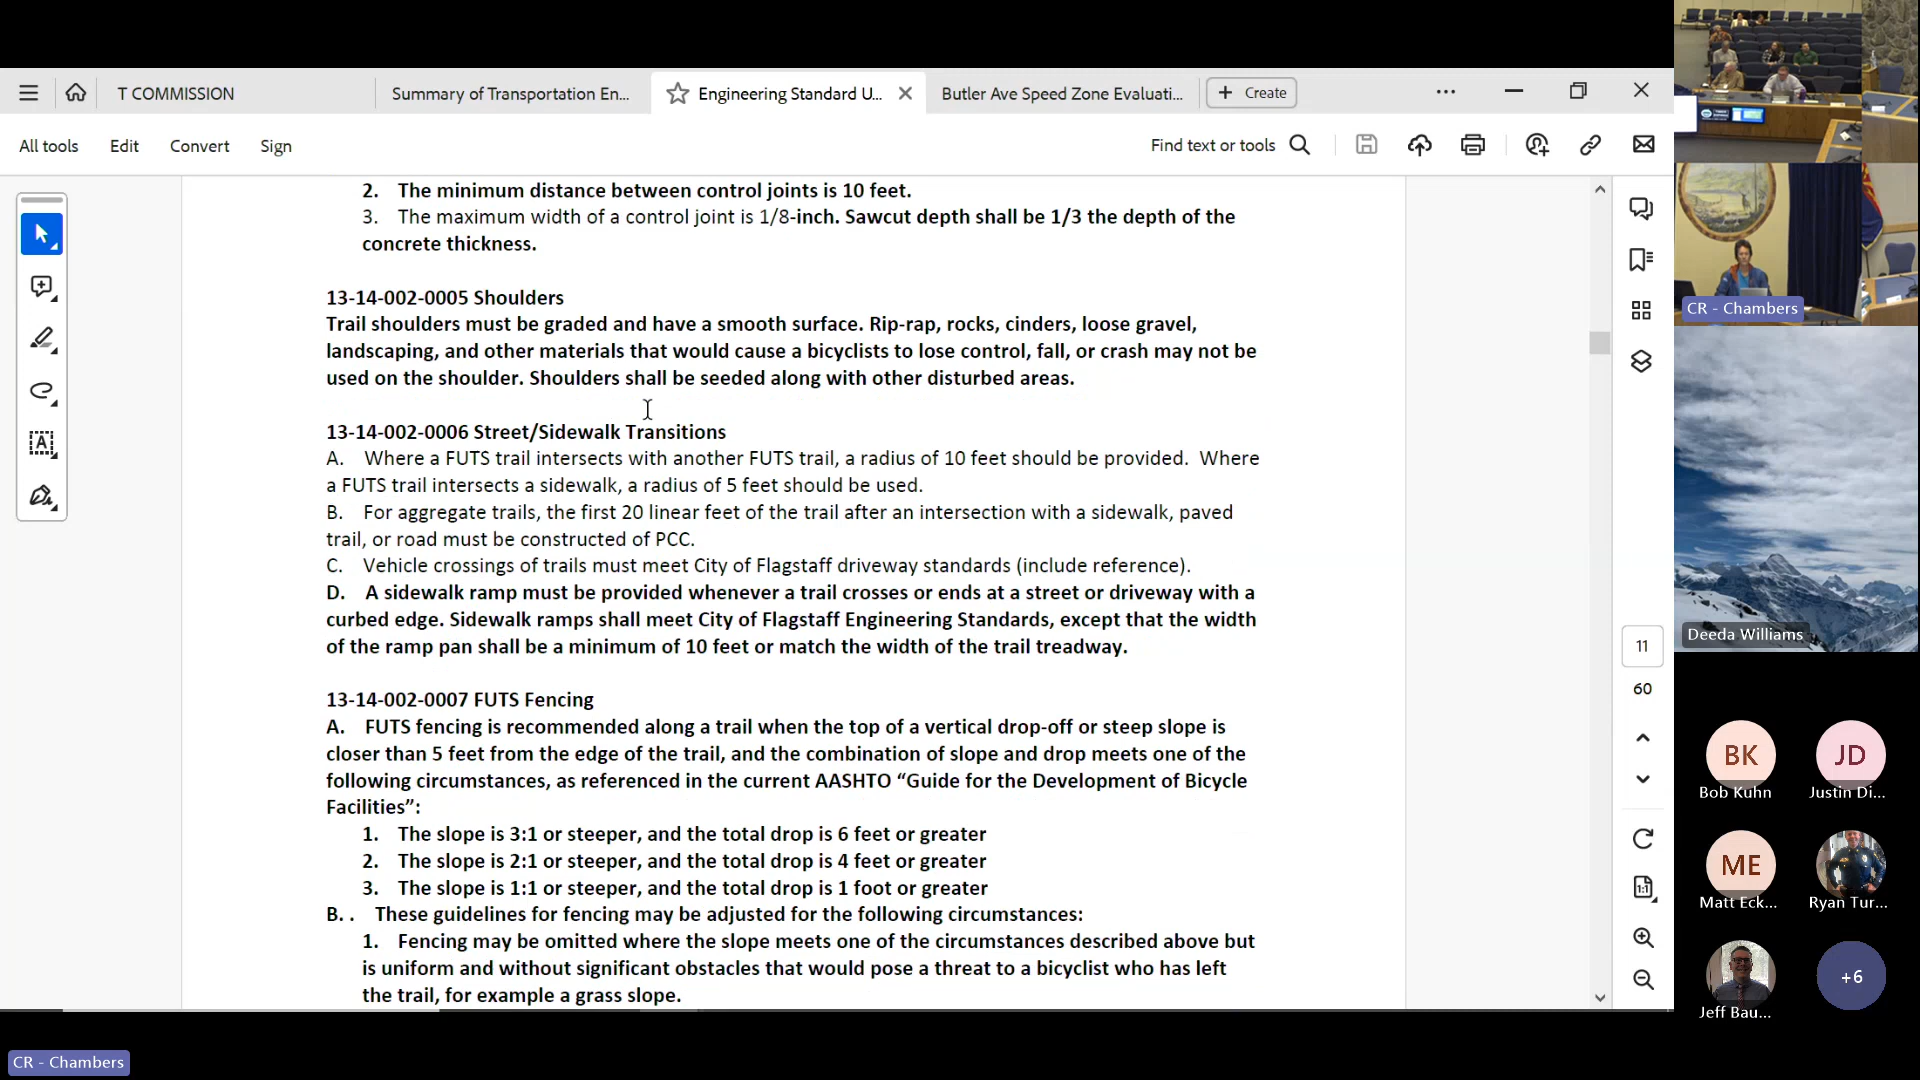 T COMMISSION
Summary of Transportation En...
Engineering Standard U...
Butler Ave Speed Zone Evaluati...
Create
All tools
Edit
Convert
Sign
Find text or tools
2. The minimum distance between control joints is 10 feet.
3. The maximum width of a control joint is 1/8-inch. Sawcut depth shall be 1/3 the depth of the
concrete thickness.
13-14-002-0005 Shoulders
Trail shoulders must be graded and have a smooth surface. Rip-rap, rocks, cinders, loose gravel,
landscaping, and other materials that would cause a bicyclists to lose control, fall, or crash may not be
used on the shoulder. Shoulders shall be seeded along with other disturbed areas.
13-14-002-0006 Street/Sidewalk Transitions
A. Where a FUTS trail intersects with another FUTS trail, a radius of 10 feet should be provided. Where
a FUTS trail intersects a sidewalk, a radius of 5 feet should be used.
B. For aggregate trails, the first 20 linear feet of the trail after an intersection with a sidewalk, paved
trail, or road must be constructed of PCC.
C. Vehicle crossings of trails must meet City of Flagstaff driveway standards (include reference).
D. A sidewalk ramp must be provided whenever a trail crosses or ends at a street or driveway with a
curbed edge. Sidewalk ramps shall meet City of Flagstaff Engineering Standards, except that the width
of the ramp pan shall be a minimum of 10 feet or match the width of the trail treadway.
13-14-002-0007 FUTS Fencing
A. FUTS fencing is recommended along a trail when the top of a vertical drop-off or steep slope is
closer than 5 feet from the edge of the trail, and the combination of slope and drop meets one of the
following circumstances, as referenced in the current AASHTO “Guide for the Development of Bicycle
Facilities”:
1. The slope is 3:1 or steeper, and the total drop is 6 feet or greater
2. The slope is 2:1 or steeper, and the total drop is 4 feet or greater
3. The slope is 1:1 or steeper, and the total drop is 1 foot or greater
B. . These guidelines for fencing may be adjusted for the following circumstances:
1. Fencing may be omitted where the slope meets one of the circumstances described above but
is uniform and without significant obstacles that would pose a threat to a bicyclist who has left
the trail, for example a grass slope.
11
60
1:1
CR - Chambers
Deeda Williams
BK
Bob Kuhn
JD
Justin Di...
ME
Matt Eck...
Ryan Tur...
Jeff Bau...
+6
CR - Chambers